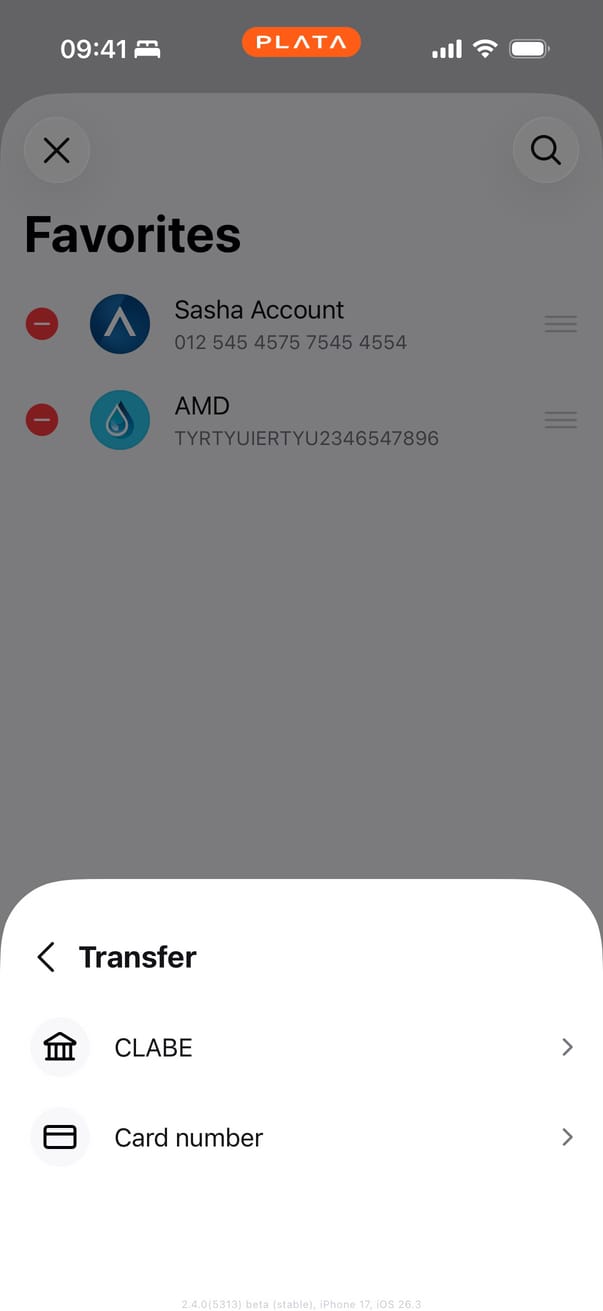 09:41
PLATA
Favorites
Sasha Account
012 545 4575 7545 4554
AMD
TYRTYUIERTYU2346547896
Transfer
CLABE
Card number
2.4.0(5313) beta (stable), iPhone 17, iOS 26.3